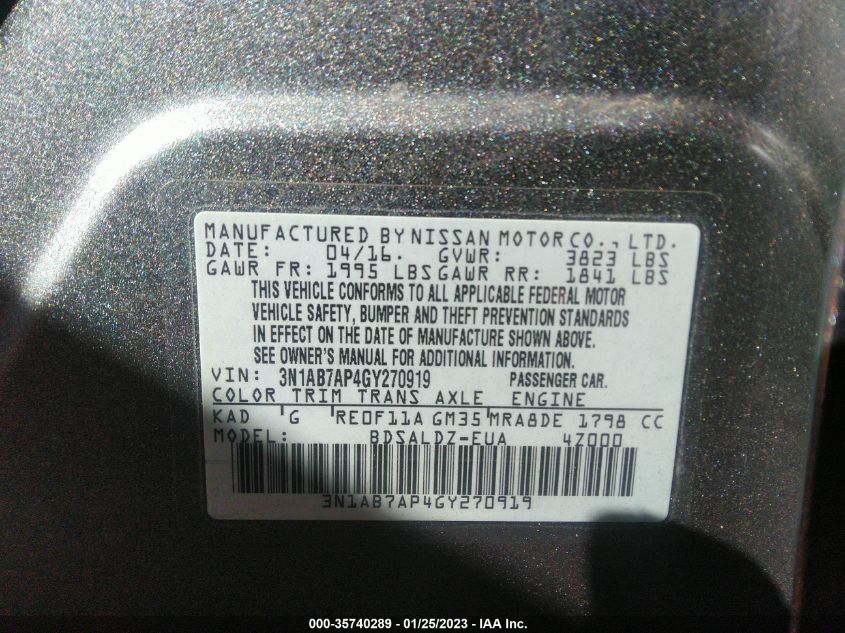 MANUFACTURED BY NISSAN MOTOR CO., LTD.
DATE: 04/16. GVWR: 3823 LBS
GAWR FR: 1995 LBS GAWR RR: 1841 LBS
THIS VEHICLE CONFORMS TO ALL APPLICABLE FEDERAL MOTOR
VEHICLE SAFETY, BUMPER AND THEFT PREVENTION STANDARDS
IN EFFECT ON THE DATE OF MANUFACTURE SHOWN ABOVE.
SEE OWNER'S MANUAL FOR ADDITIONAL INFORMATION.
VIN: 3N1AB7AP4GY270919 PASSENGER CAR.
COLOR TRIM TRANS AXLE ENGINE
KAD G RE0F11A GM35 MRA8DE 1798 CC
MODEL: BDSALDZ-EUA 4Z000
3N1AB7AP4GY270919
000-35740289 - 01/25/2023 - IAA Inc.